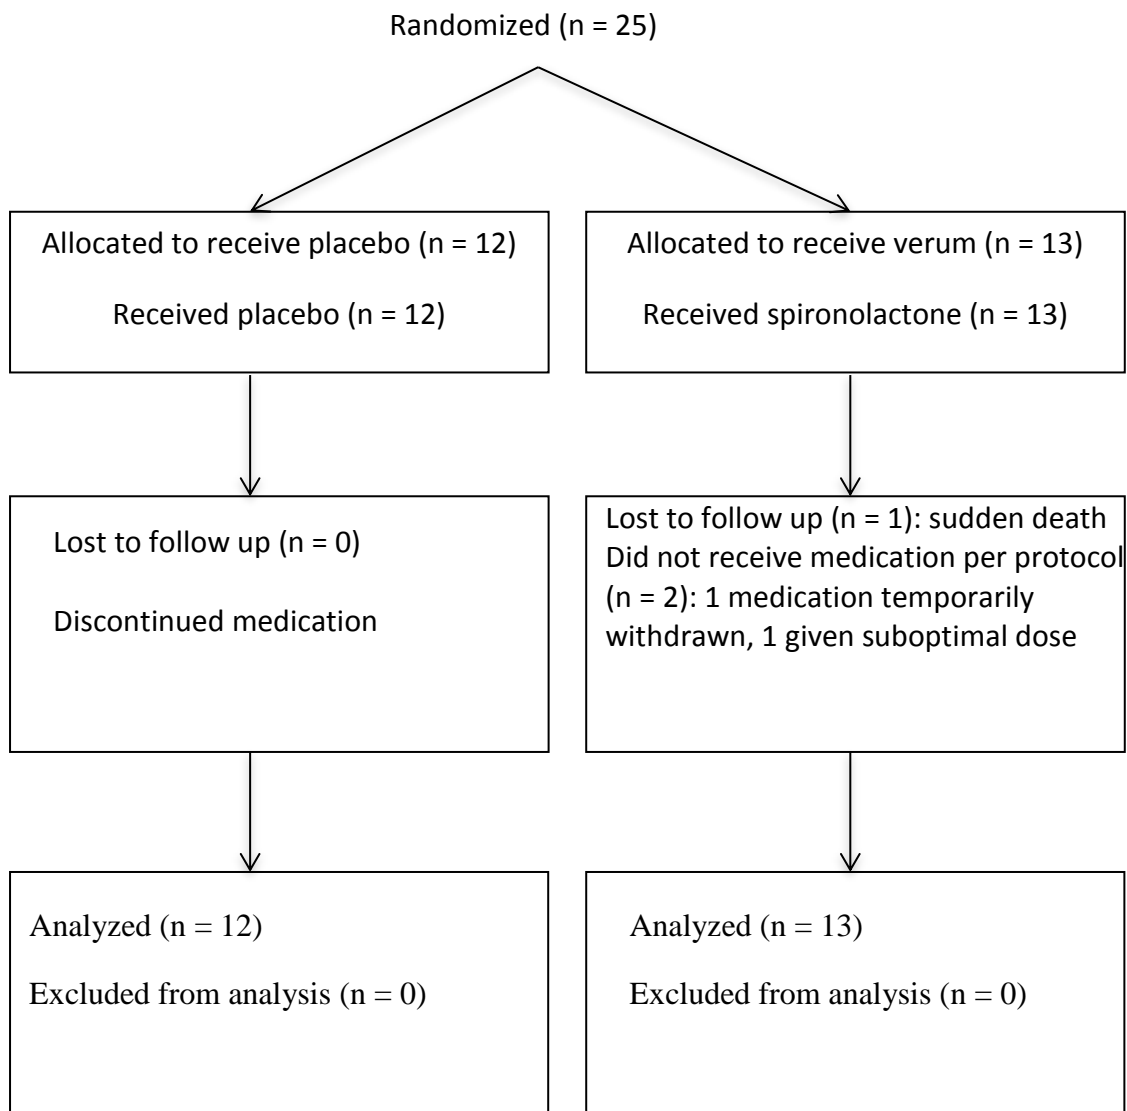 Randomized (n = 25)
Allocated to receive placebo (n = 12)
Received placebo (n = 12)
Allocated to receive verum (n = 13)
Received spironolactone (n = 13)
Lost to follow up (n = 0)
Discontinued medication
Lost to follow up (n = 1): sudden death
Did not receive medication per protocol
(n = 2): 1 medication temporarily
withdrawn, 1 given suboptimal dose
Analyzed (n = 12)
Excluded from analysis (n = 0)
Analyzed (n = 13)
Excluded from analysis (n = 0)